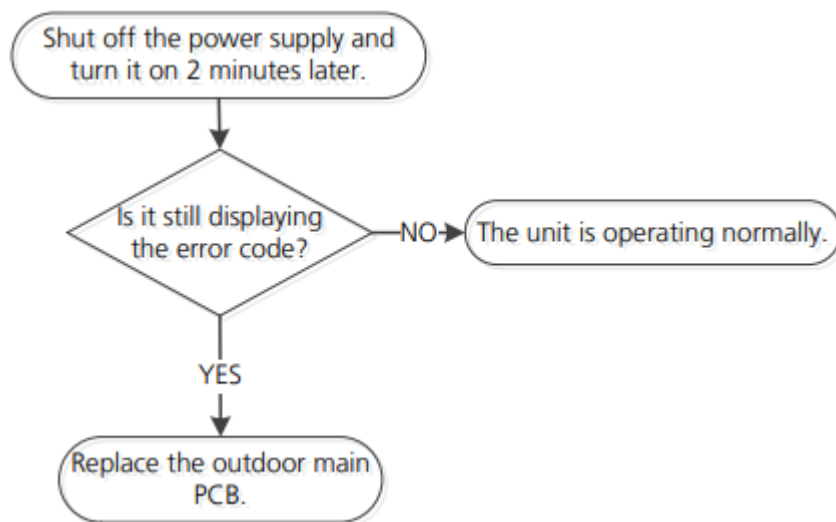 Shut off the power supply and
turn it on 2 minutes later.
Is it still displaying
the error code?
NO
The unit is operating normally.
YES
Replace the outdoor main
PCB.